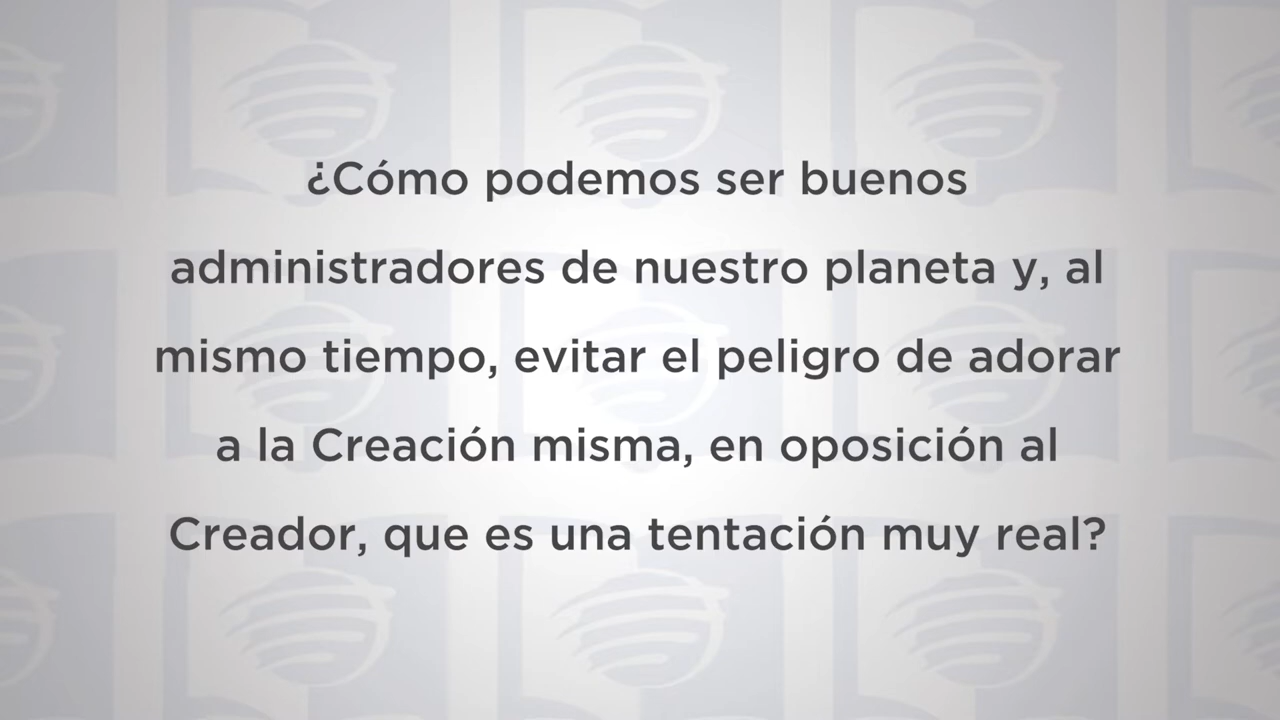 ¿Cómo podemos ser buenos
administradores de nuestro planeta y, al
mismo tiempo, evitar el peligro de adorar
a la Creación misma, en oposición al
Creador, que es una tentación muy real?